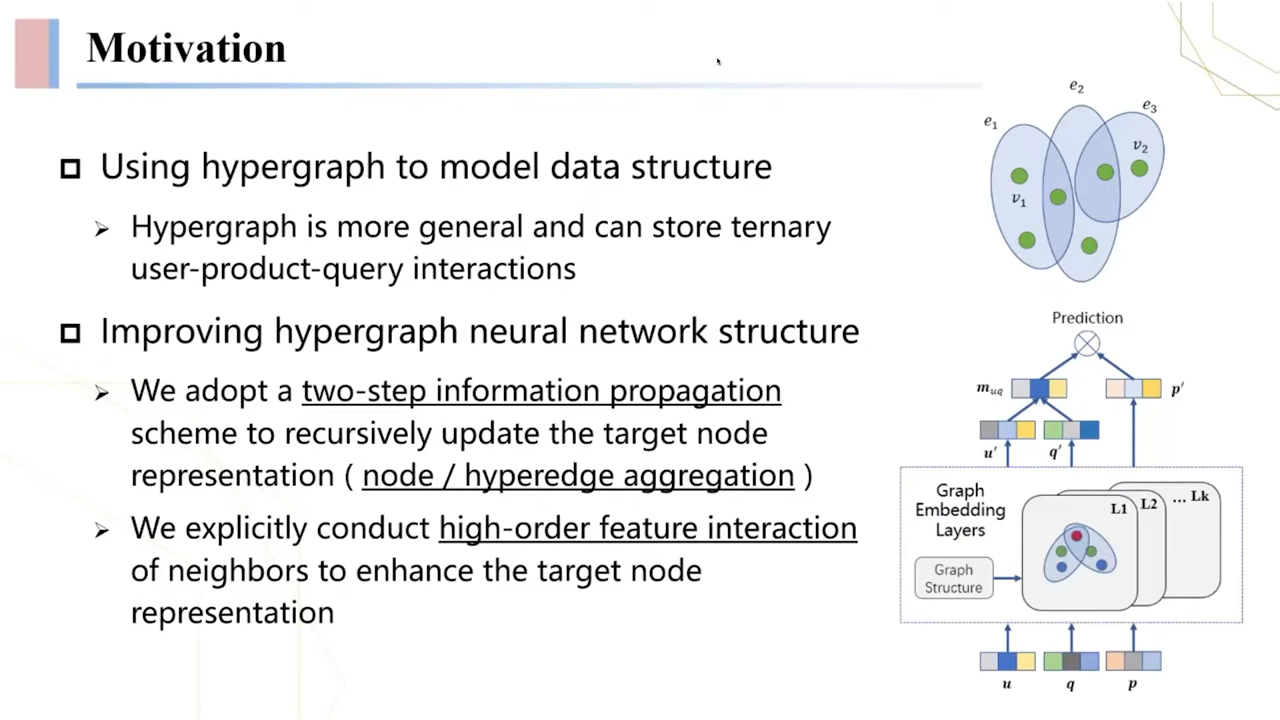 Motivation
Using hypergraph to model data structure
Hypergraph is more general and can store ternary
user-product-query interactions
Improving hypergraph neural network structure
We adopt a two-step information propagation
scheme to recursively update the target node
representation ( node / hyperedge aggregation )
We explicitly conduct high-order feature interaction
of neighbors to enhance the target node
representation
e₂
e₁
e₃
v₂
v₁
Prediction
m_uq
p′
u′
q′
Graph
Embedding
Layers
L1
L2
... Lk
Graph
Structure
u
q
p